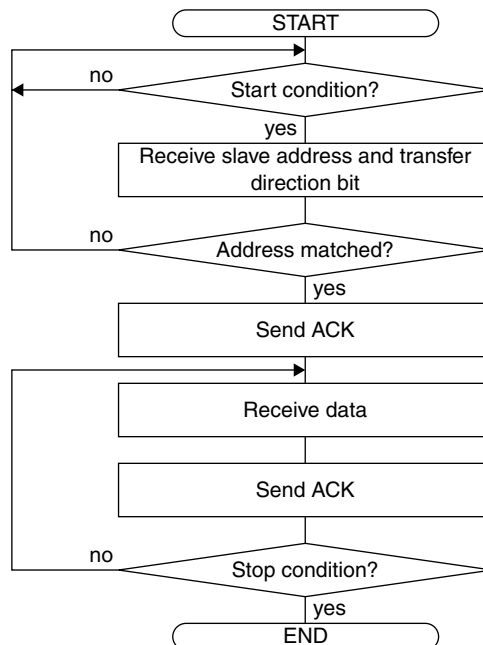 START
no
Start condition?
yes
Receive slave address and transfer
direction bit
no
Address matched?
yes
Send ACK
Receive data
Send ACK
no
Stop condition?
yes
END